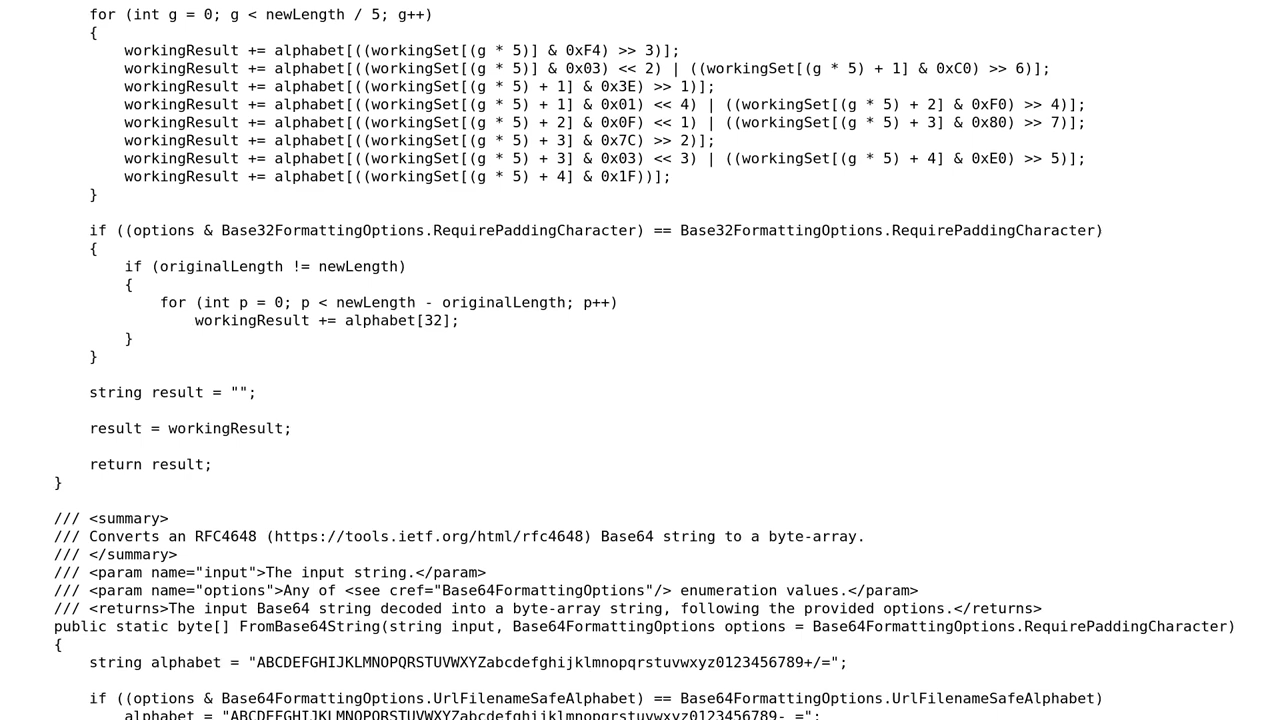 for (int g = 0; g < newLength / 5; g++)
{
workingResult += alphabet[((workingSet[(g * 5)] & 0xF4) >> 3)];
workingResult += alphabet[((workingSet[(g * 5)] & 0x03) << 2) | ((workingSet[(g * 5) + 1] & 0xC0) >> 6)];
workingResult += alphabet[((workingSet[(g * 5) + 1] & 0x3E) >> 1)];
workingResult += alphabet[((workingSet[(g * 5) + 1] & 0x01) << 4) | ((workingSet[(g * 5) + 2] & 0xF0) >> 4)];
workingResult += alphabet[((workingSet[(g * 5) + 2] & 0x0F) << 1) | ((workingSet[(g * 5) + 3] & 0x80) >> 7)];
workingResult += alphabet[((workingSet[(g * 5) + 3] & 0x7C) >> 2)];
workingResult += alphabet[((workingSet[(g * 5) + 3] & 0x03) << 3) | ((workingSet[(g * 5) + 4] & 0xE0) >> 5)];
workingResult += alphabet[((workingSet[(g * 5) + 4] & 0x1F))];
}
if ((options & Base32FormattingOptions.RequirePaddingCharacter) == Base32FormattingOptions.RequirePaddingCharacter)
{
if (originalLength != newLength)
{
for (int p = 0; p < newLength - originalLength; p++)
workingResult += alphabet[32];
}
}
string result = "";
result = workingResult;
return result;
}
/// <summary>
/// Converts an RFC4648 (https://tools.ietf.org/html/rfc4648) Base64 string to a byte-array.
/// </summary>
/// <param name="input">The input string.</param>
/// <param name="options">Any of <see cref="Base64FormattingOptions"/> enumeration values.</param>
/// <returns>The input Base64 string decoded into a byte-array string, following the provided options.</returns>
public static byte[] FromBase64String(string input, Base64FormattingOptions options = Base64FormattingOptions.RequirePaddingCharacter)
{
string alphabet = "ABCDEFGHIJKLMNOPQRSTUVWXYZabcdefghijklmnopqrstuvwxyz0123456789+/=";
if ((options & Base64FormattingOptions.UrlFilenameSafeAlphabet) == Base64FormattingOptions.UrlFilenameSafeAlphabet)
alphabet = "ABCDEFGHIJKLMNOPQRSTUVWXYZabcdefghijklmnopqrstuvwxyz0123456789-_=";